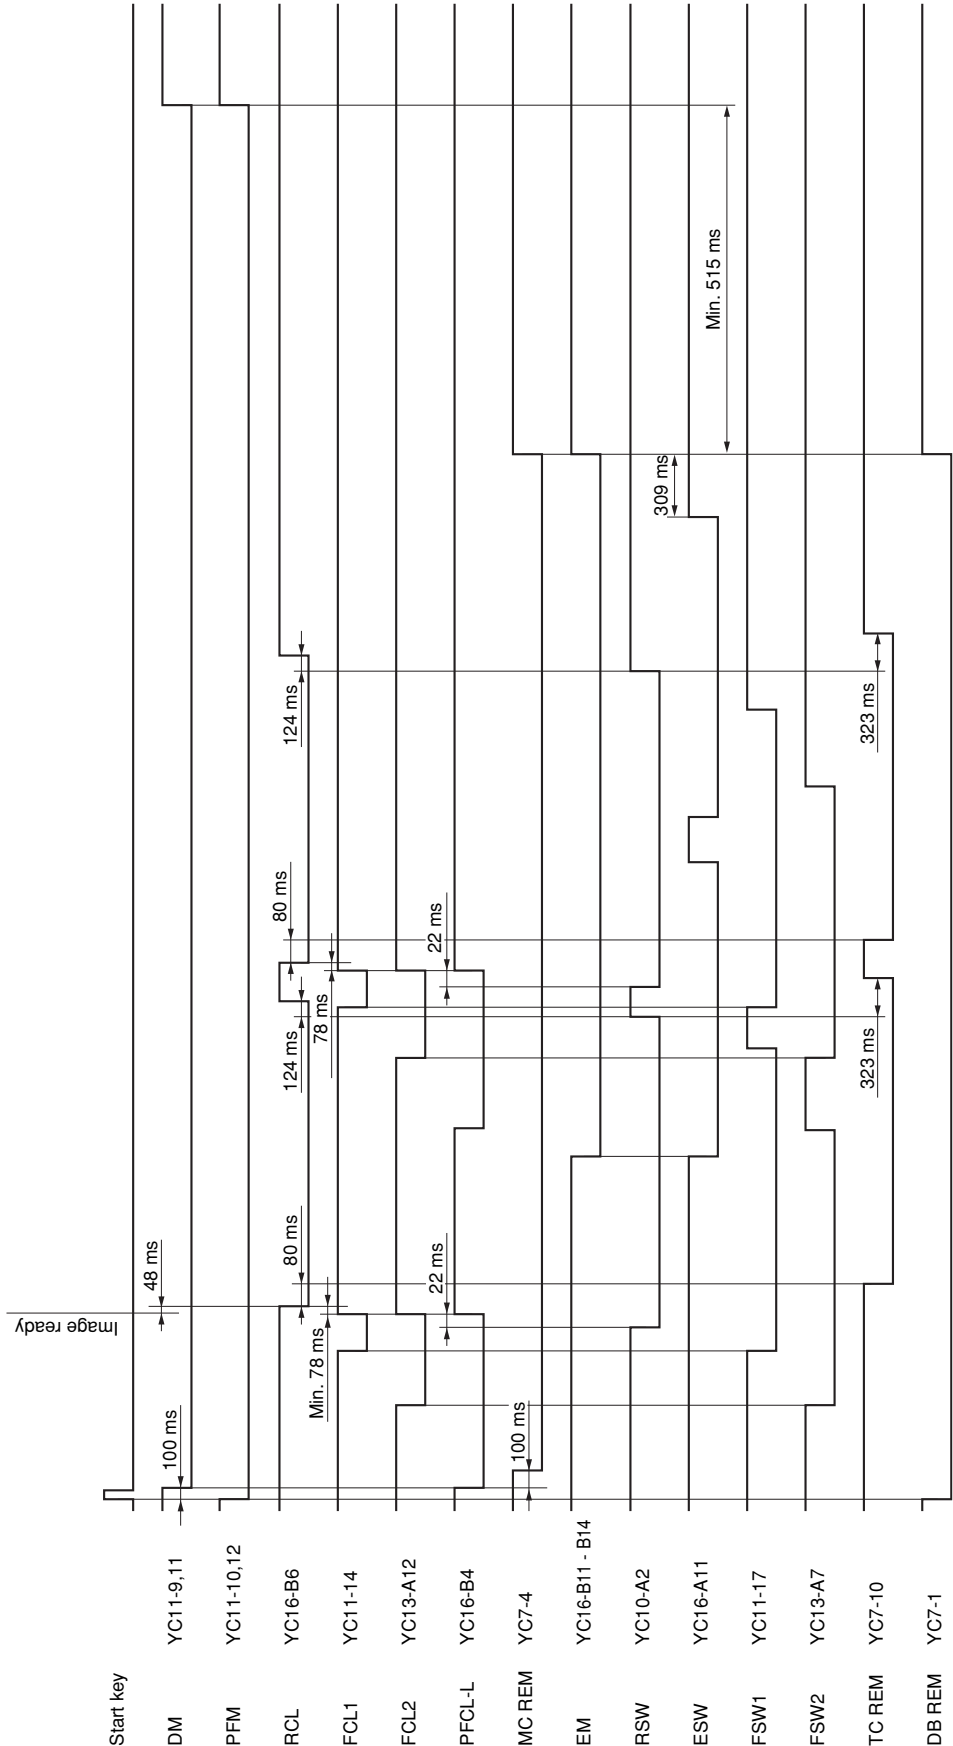 Start key
DM YC11-9,11
PFM YC11-10,12
RCL YC16-B6
FCL1 YC11-14
FCL2 YC13-A12
PFCL-L YC16-B4
MC REM YC7-4
EM YC16-B11 - B14
RSW YC10-A2
ESW YC16-A11
FSW1 YC11-17
FSW2 YC13-A7
TC REM YC7-10
DB REM YC7-1
Image ready
100 ms
48 ms
80 ms
124 ms
80 ms
124 ms
Min. 78 ms
78 ms
22 ms
22 ms
100 ms
309 ms
Min. 515 ms
323 ms
323 ms